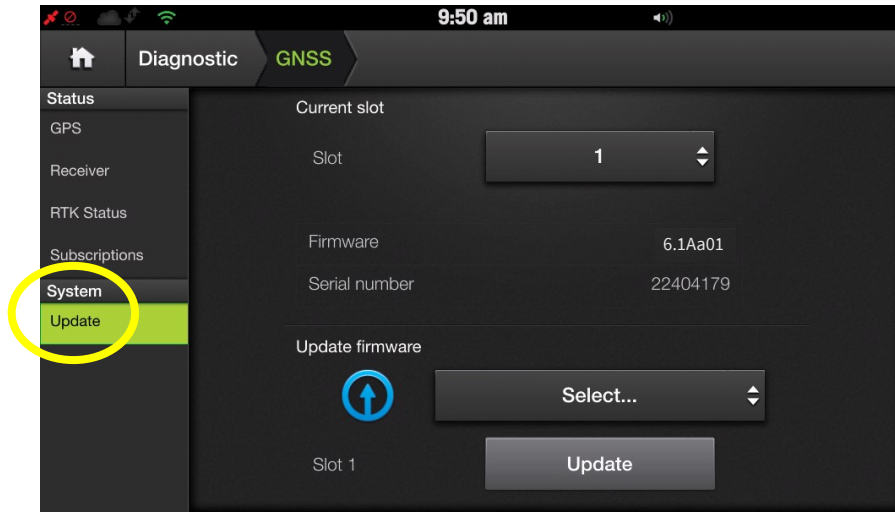 9:50 am
Diagnostic GNSS
Status
GPS
Receiver
RTK Status
Subscriptions
System
Update
Current slot
Slot 1
Firmware 6.1Aa01
Serial number 22404179
Update firmware
Select...
Slot 1 Update